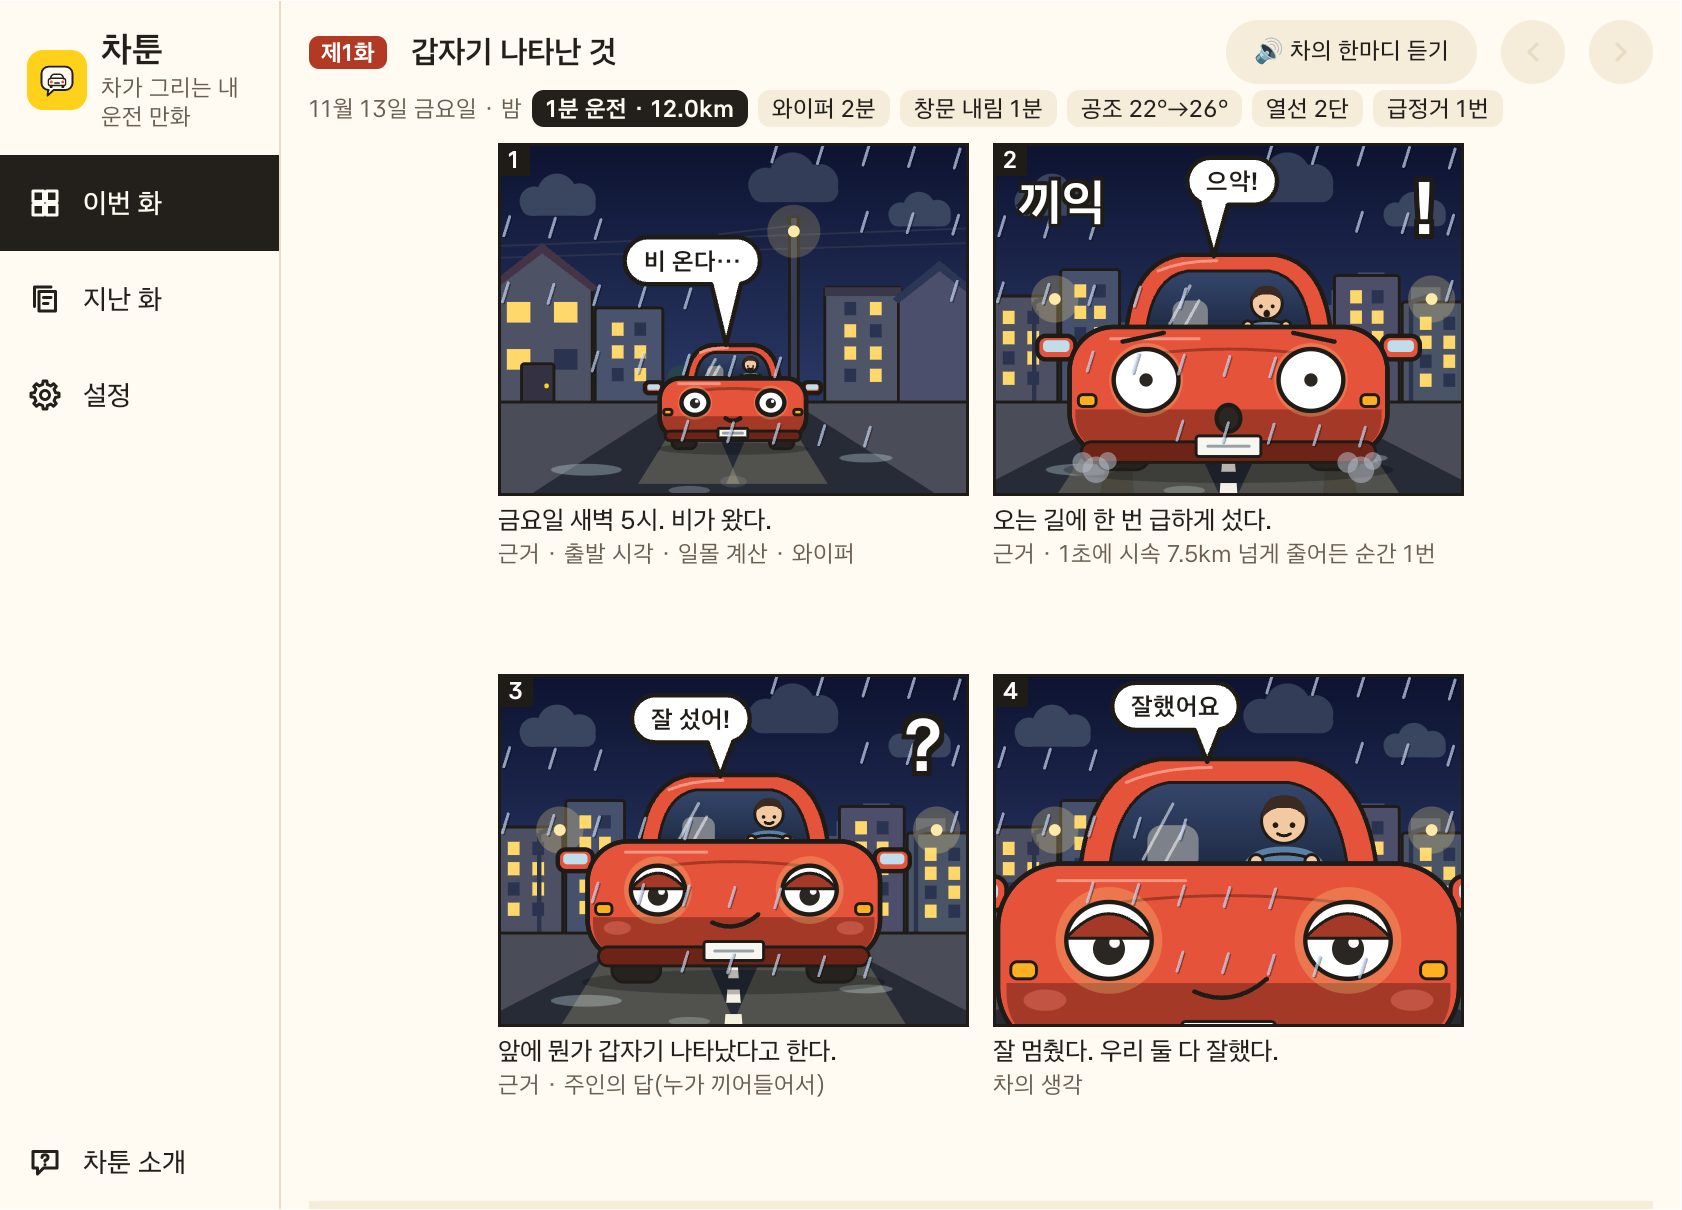 차툰
차가 그리는 내
운전 만화
이번 화
지난 화
설정
차툰 소개
제1화 갑자기 나타난 것
🔊 차의 한마디 듣기
11월 13일 금요일 · 밤 1분 운전 · 12.0km 와이퍼 2분 창문 내림 1분 공조 22°→26° 열선 2단 급정거 1번
1
비 온다…
금요일 새벽 5시. 비가 왔다.
근거 · 출발 시각 · 일몰 계산 · 와이퍼
2
끼익
으악!
!
오는 길에 한 번 급하게 섰다.
근거 · 1초에 시속 7.5km 넘게 줄어든 순간 1번
3
잘 섰어!
?
앞에 뭔가 갑자기 나타났다고 한다.
근거 · 주인의 답(누가 끼어들어서)
4
잘했어요
잘 멈췄다. 우리 둘 다 잘했다.
차의 생각